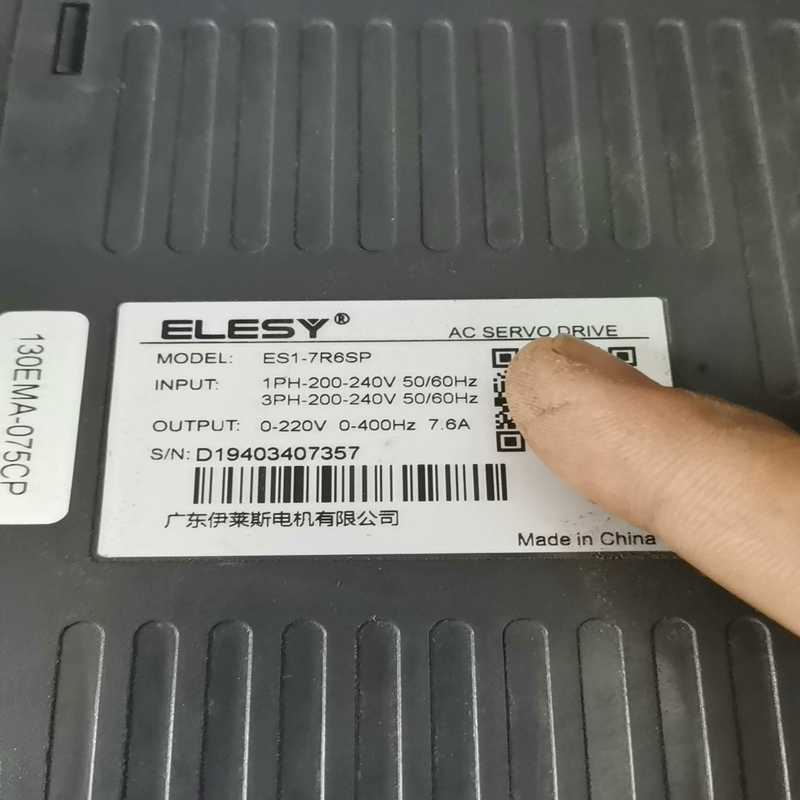 ELESY®
AC SERVO DRIVE
MODEL: ES1-7R6SP
INPUT: 1PH-200-240V 50/60Hz
3PH-200-240V 50/60Hz
OUTPUT: 0-220V 0-400Hz 7.6A
S/N: D19403407357
广东伊莱斯电机有限公司
Made in China
130EMA-075CP